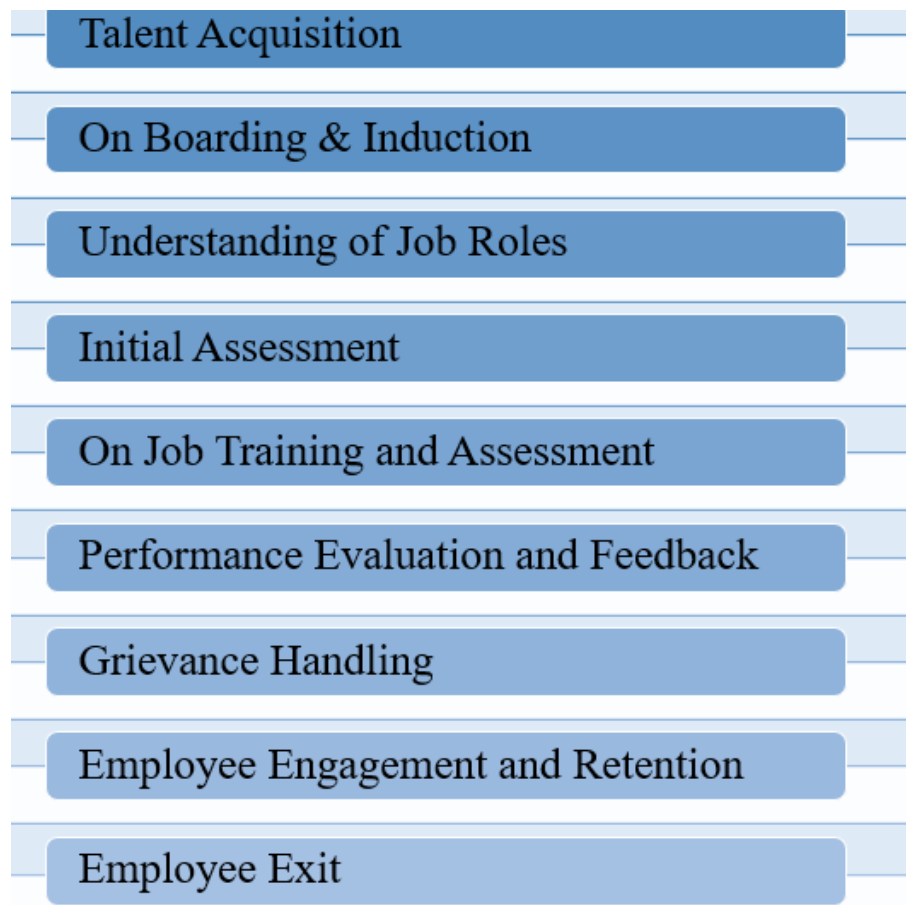 Talent Acquisition
On Boarding & Induction
Understanding of Job Roles
Initial Assessment
On Job Training and Assessment
Performance Evaluation and Feedback
Grievance Handling
Employee Engagement and Retention
Employee Exit